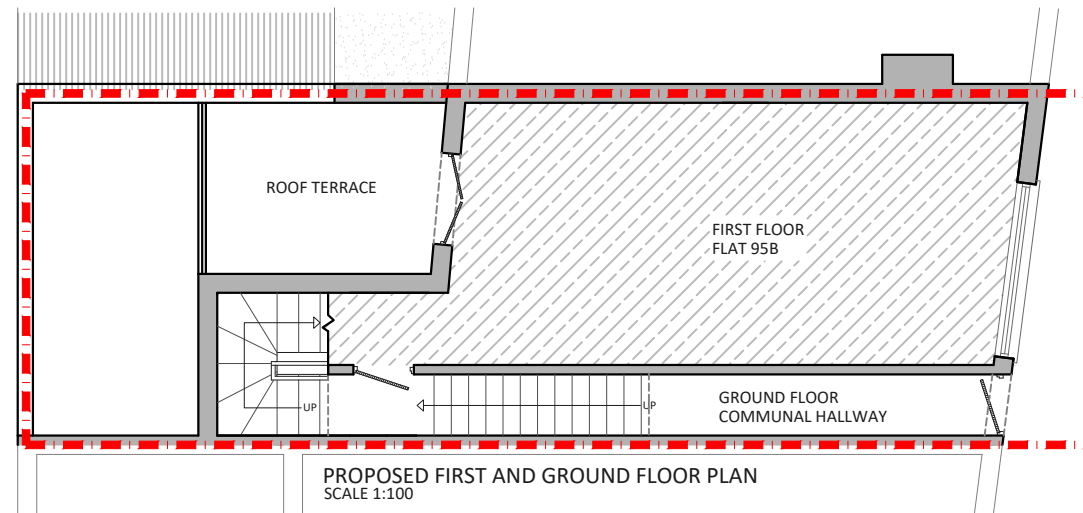 ROOF TERRACE
FIRST FLOOR
FLAT 95B
UP
UP
GROUND FLOOR
COMMUNAL HALLWAY
PROPOSED FIRST AND GROUND FLOOR PLAN
SCALE 1:100